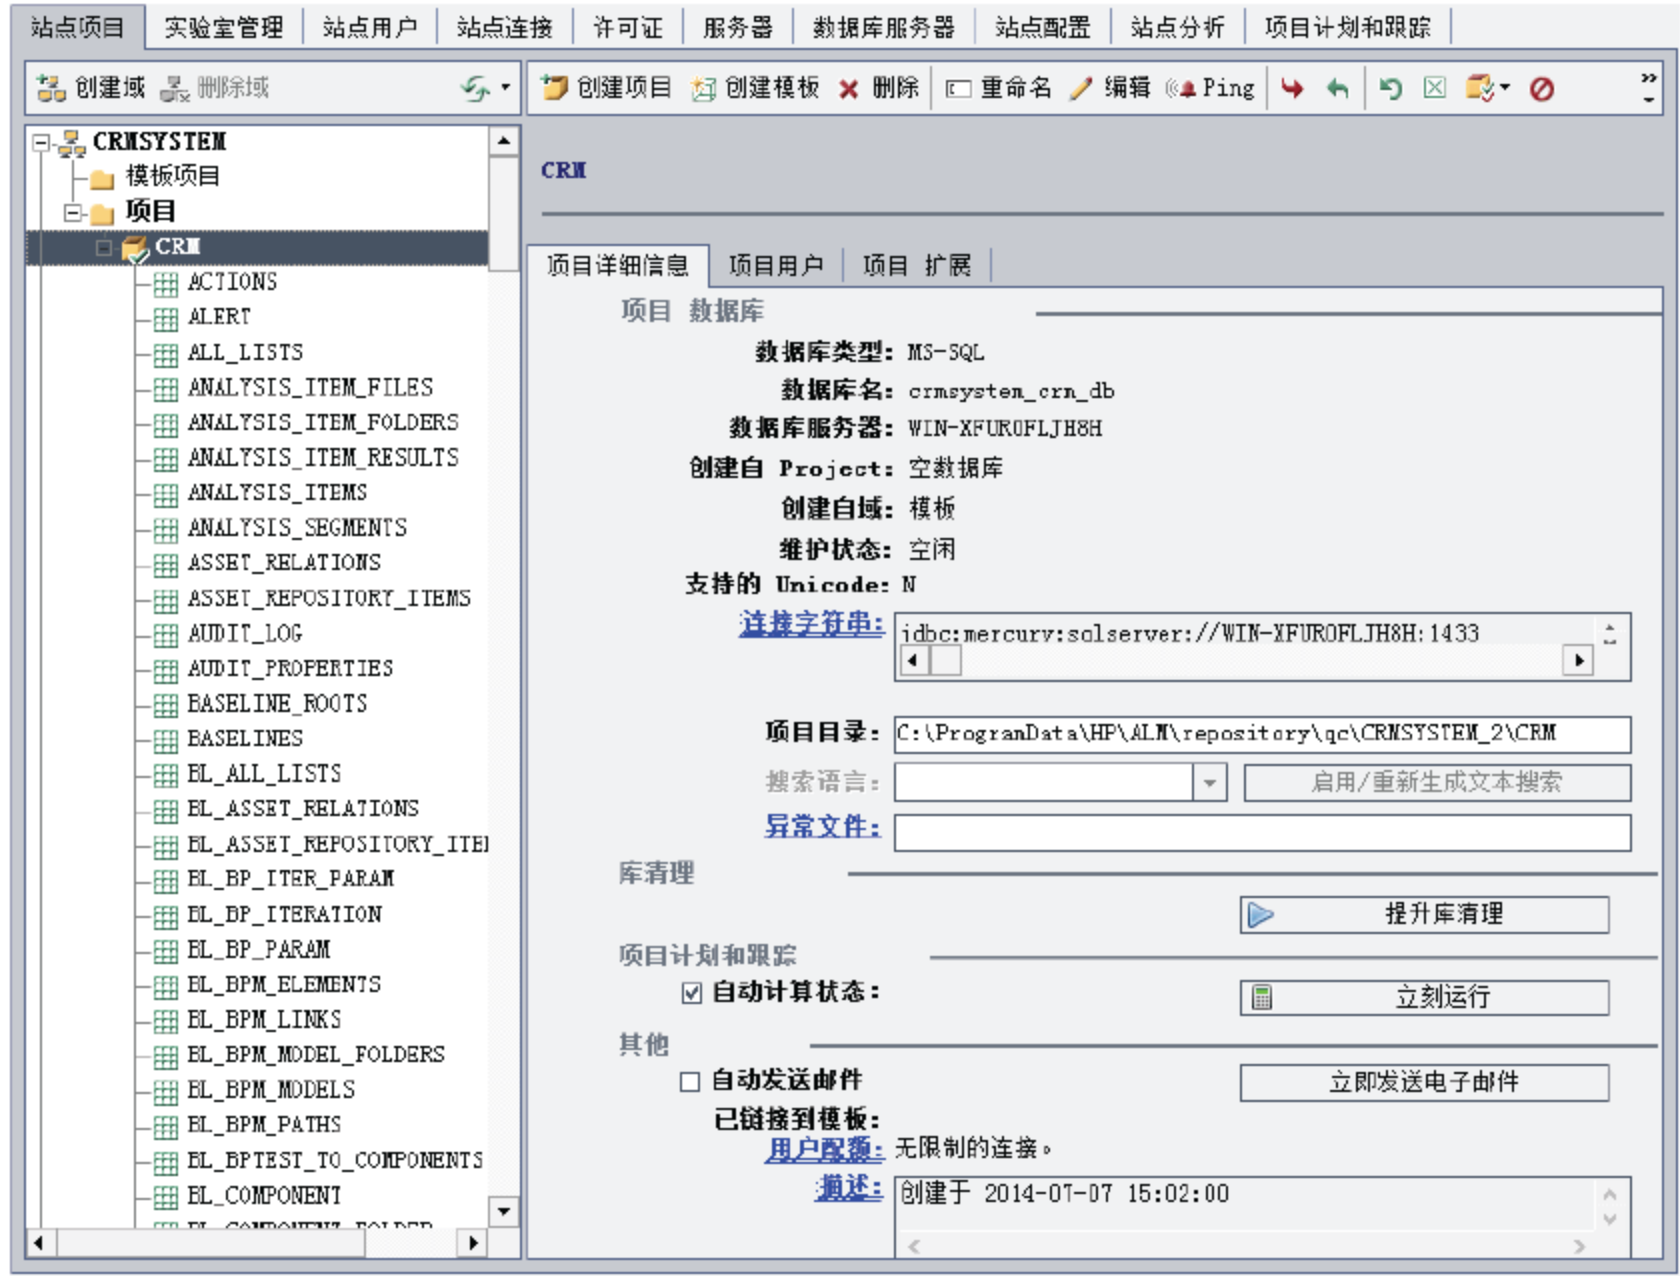 站点项目 实验室管理 站点用户 站点连接 许可证 服务器 数据库服务器 站点配置 站点分析 项目计划和跟踪
创建域 删除域 创建项目 创建模板 删除 重命名 编辑 Ping
CRMSYSTEM
模板项目
项目
CRM
ACTIONS
ALERT
ALL_LISTS
ANALYSIS_ITEM_FILES
ANALYSIS_ITEM_FOLDERS
ANALYSIS_ITEM_RESULTS
ANALYSIS_ITEMS
ANALYSIS_SEGMENTS
ASSET_RELATIONS
ASSET_REPOSITORY_ITEMS
AUDIT_LOG
AUDIT_PROPERTIES
BASELINE_ROOTS
BASELINES
BL_ALL_LISTS
BL_ASSET_RELATIONS
BL_ASSET_REPOSITORY_ITE
BL_BP_ITER_PARAM
BL_BP_ITERATION
BL_BP_PARAM
BL_BPM_ELEMENTS
BL_BPM_LINKS
BL_BPM_MODEL_FOLDERS
BL_BPM_MODELS
BL_BPM_PATHS
BL_BPTEST_TO_COMPONENTS
BL_COMPONENT
BL_COMPONENT_FOLDER
CRM
项目详细信息 项目用户 项目 扩展
项目 数据库
数据库类型: MS-SQL
数据库名: crmsystem_crm_db
数据库服务器: WIN-XFUROFLJH8H
创建自 Project: 空数据库
创建自域: 模板
维护状态: 空闲
支持的 Unicode: N
连接字符串: jdbc:mercury:sqlserver://WIN-XFUROFLJH8H:1433
项目目录: C:\ProgramData\HP\ALM\repository\qc\CRMSYSTEM_2\CRM
搜索语言: 启用/重新生成文本搜索
异常文件:
库清理
提升库清理
项目计划和跟踪
自动计算状态: 立刻运行
其他
自动发送邮件 立即发送电子邮件
已链接到模板:
用户配额: 无限制的连接。
描述: 创建于 2014-07-07 15:02:00